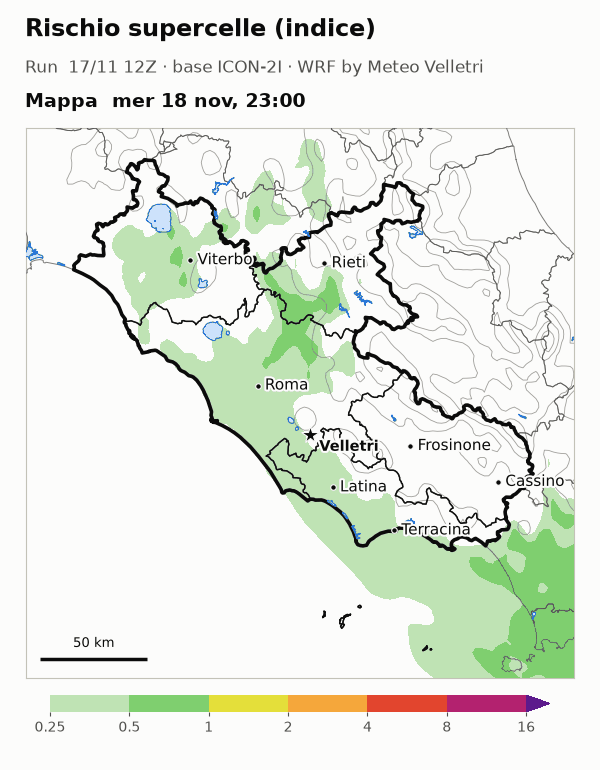 Rischio supercelle (indice)
Run 17/11 12Z · base ICON-2I · WRF by Meteo Velletri
Mappa mer 18 nov, 23:00
Viterbo
Rieti
Roma
Velletri
Frosinone
Latina
Cassino
Terracina
50 km
0.25 0.5 1 2 4 8 16